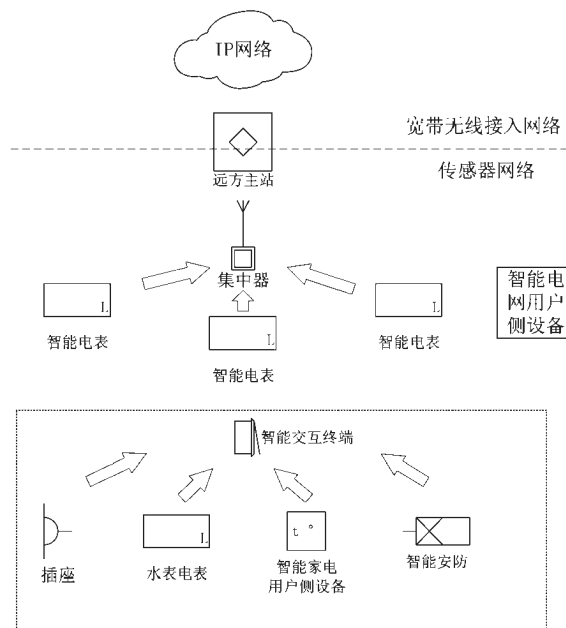 IP网络
宽带无线接入网络
远方主站
传感器网络
集中器
智能电
网用户
侧设备
L
智能电表
L
智能电表
L
智能电表
智能交互终端
插座
L
水表电表
t °
智能家电
用户侧设备
智能安防